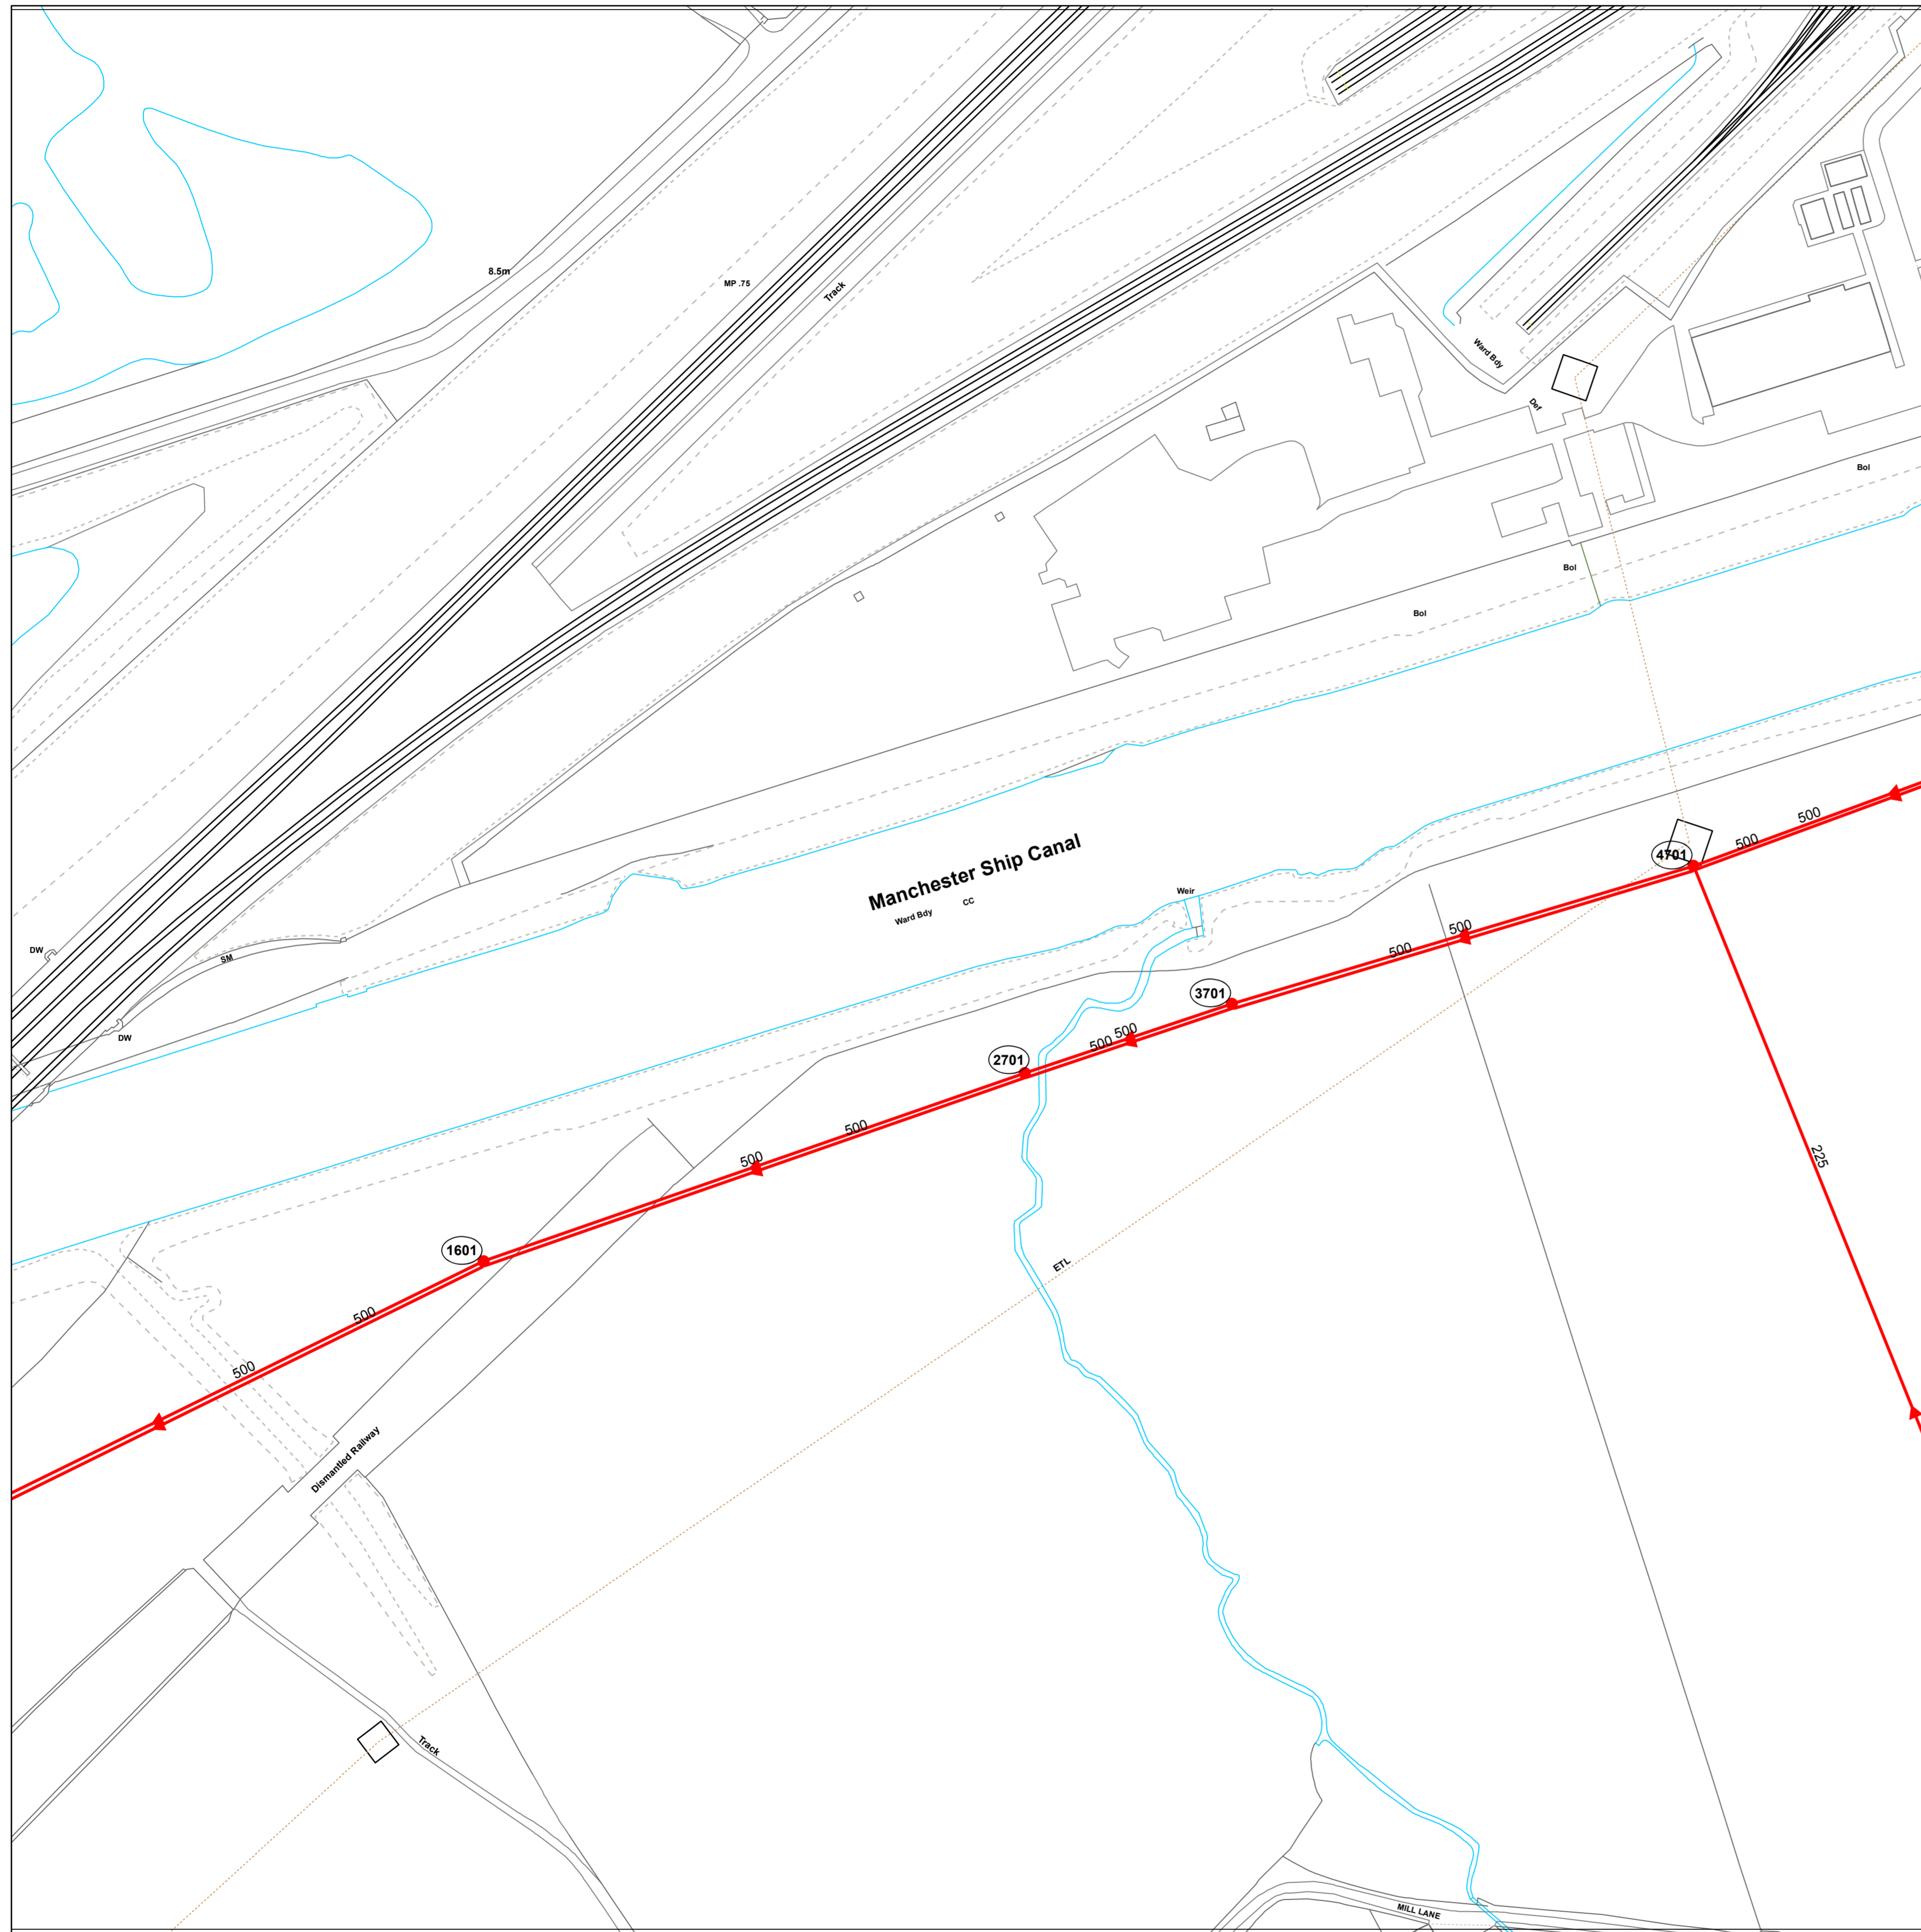 8.5m
MP .75
Track
Ward Bdy
Def
Bol
Bol
Bol
500
500
4701
Manchester Ship Canal
Ward Bdy
CC
Weir
500
500
DW
SM
3701
DW
500
500
2701
500
500
225
1601
ETL
500
500
Dismantled Railway
Track
MILL LANE